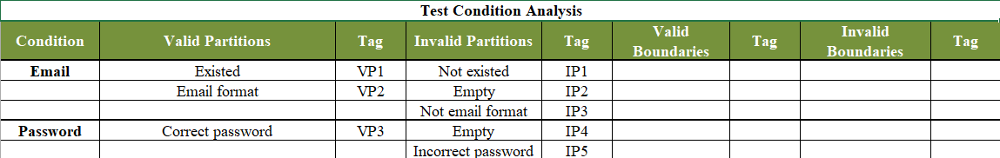 Test Condition Analysis
Condition Valid Partitions Tag Invalid Partitions Tag Valid Boundaries Tag Invalid Boundaries Tag
Email Existed VP1 Not existed IP1
Email format VP2 Empty IP2
Not email format IP3
Password Correct password VP3 Empty IP4
Incorrect password IP5